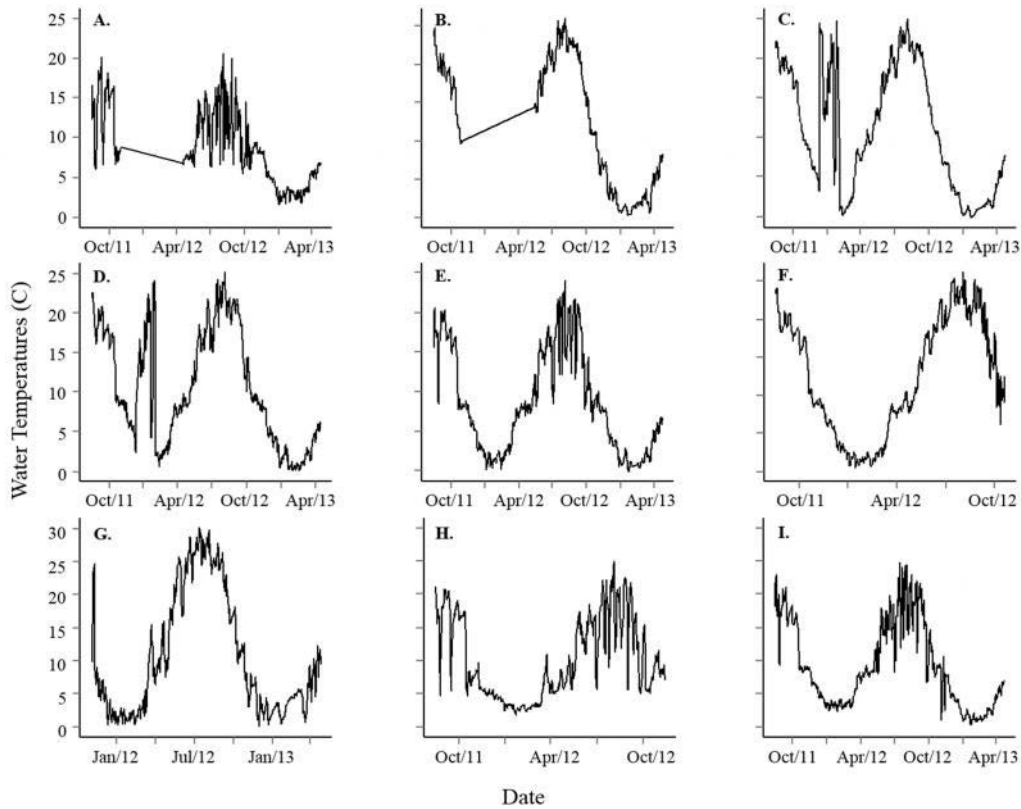 A. B. C.
25
20
15
10
5
0
Oct/11 Apr/12 Oct/12 Apr/13 Oct/11 Apr/12 Oct/12 Apr/13 Oct/11 Apr/12 Oct/12 Apr/13
D. E. F.
25
20
15
10
5
0
Water Temperatures (C)
Oct/11 Apr/12 Oct/12 Apr/13 Oct/11 Apr/12 Oct/12 Apr/13 Oct/11 Apr/12 Oct/12
G. H. I.
30
25
20
15
10
5
0
Jan/12 Jul/12 Jan/13 Oct/11 Apr/12 Oct/12 Oct/11 Apr/12 Oct/12 Apr/13
Date